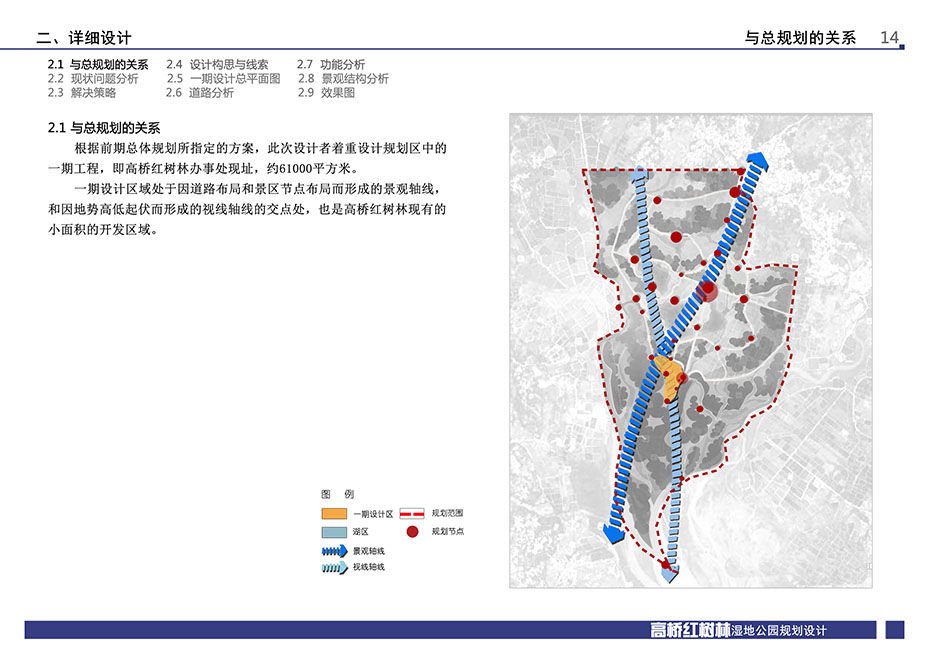 二、详细设计
与总规划的关系 14
2.1 与总规划的关系 2.4 设计构思与线索 2.7 功能分析
2.2 现状问题分析 2.5 一期设计总平面图 2.8 景观结构分析
2.3 解决策略 2.6 道路分析 2.9 效果图
2.1 与总规划的关系
根据前期总体规划所指定的方案，此次设计者着重设计规划区中的
一期工程，即高桥红树林办事处现址，约61000平方米。
一期设计区域处于因道路布局和景区节点布局而形成的景观轴线，
和因地势高低起伏而形成的视线轴线的交点处，也是高桥红树林现有的
小面积的开发区域。
图 例
一期设计区 规划范围
湖区 规划节点
景观轴线
视线轴线
高桥红树林湿地公园规划设计